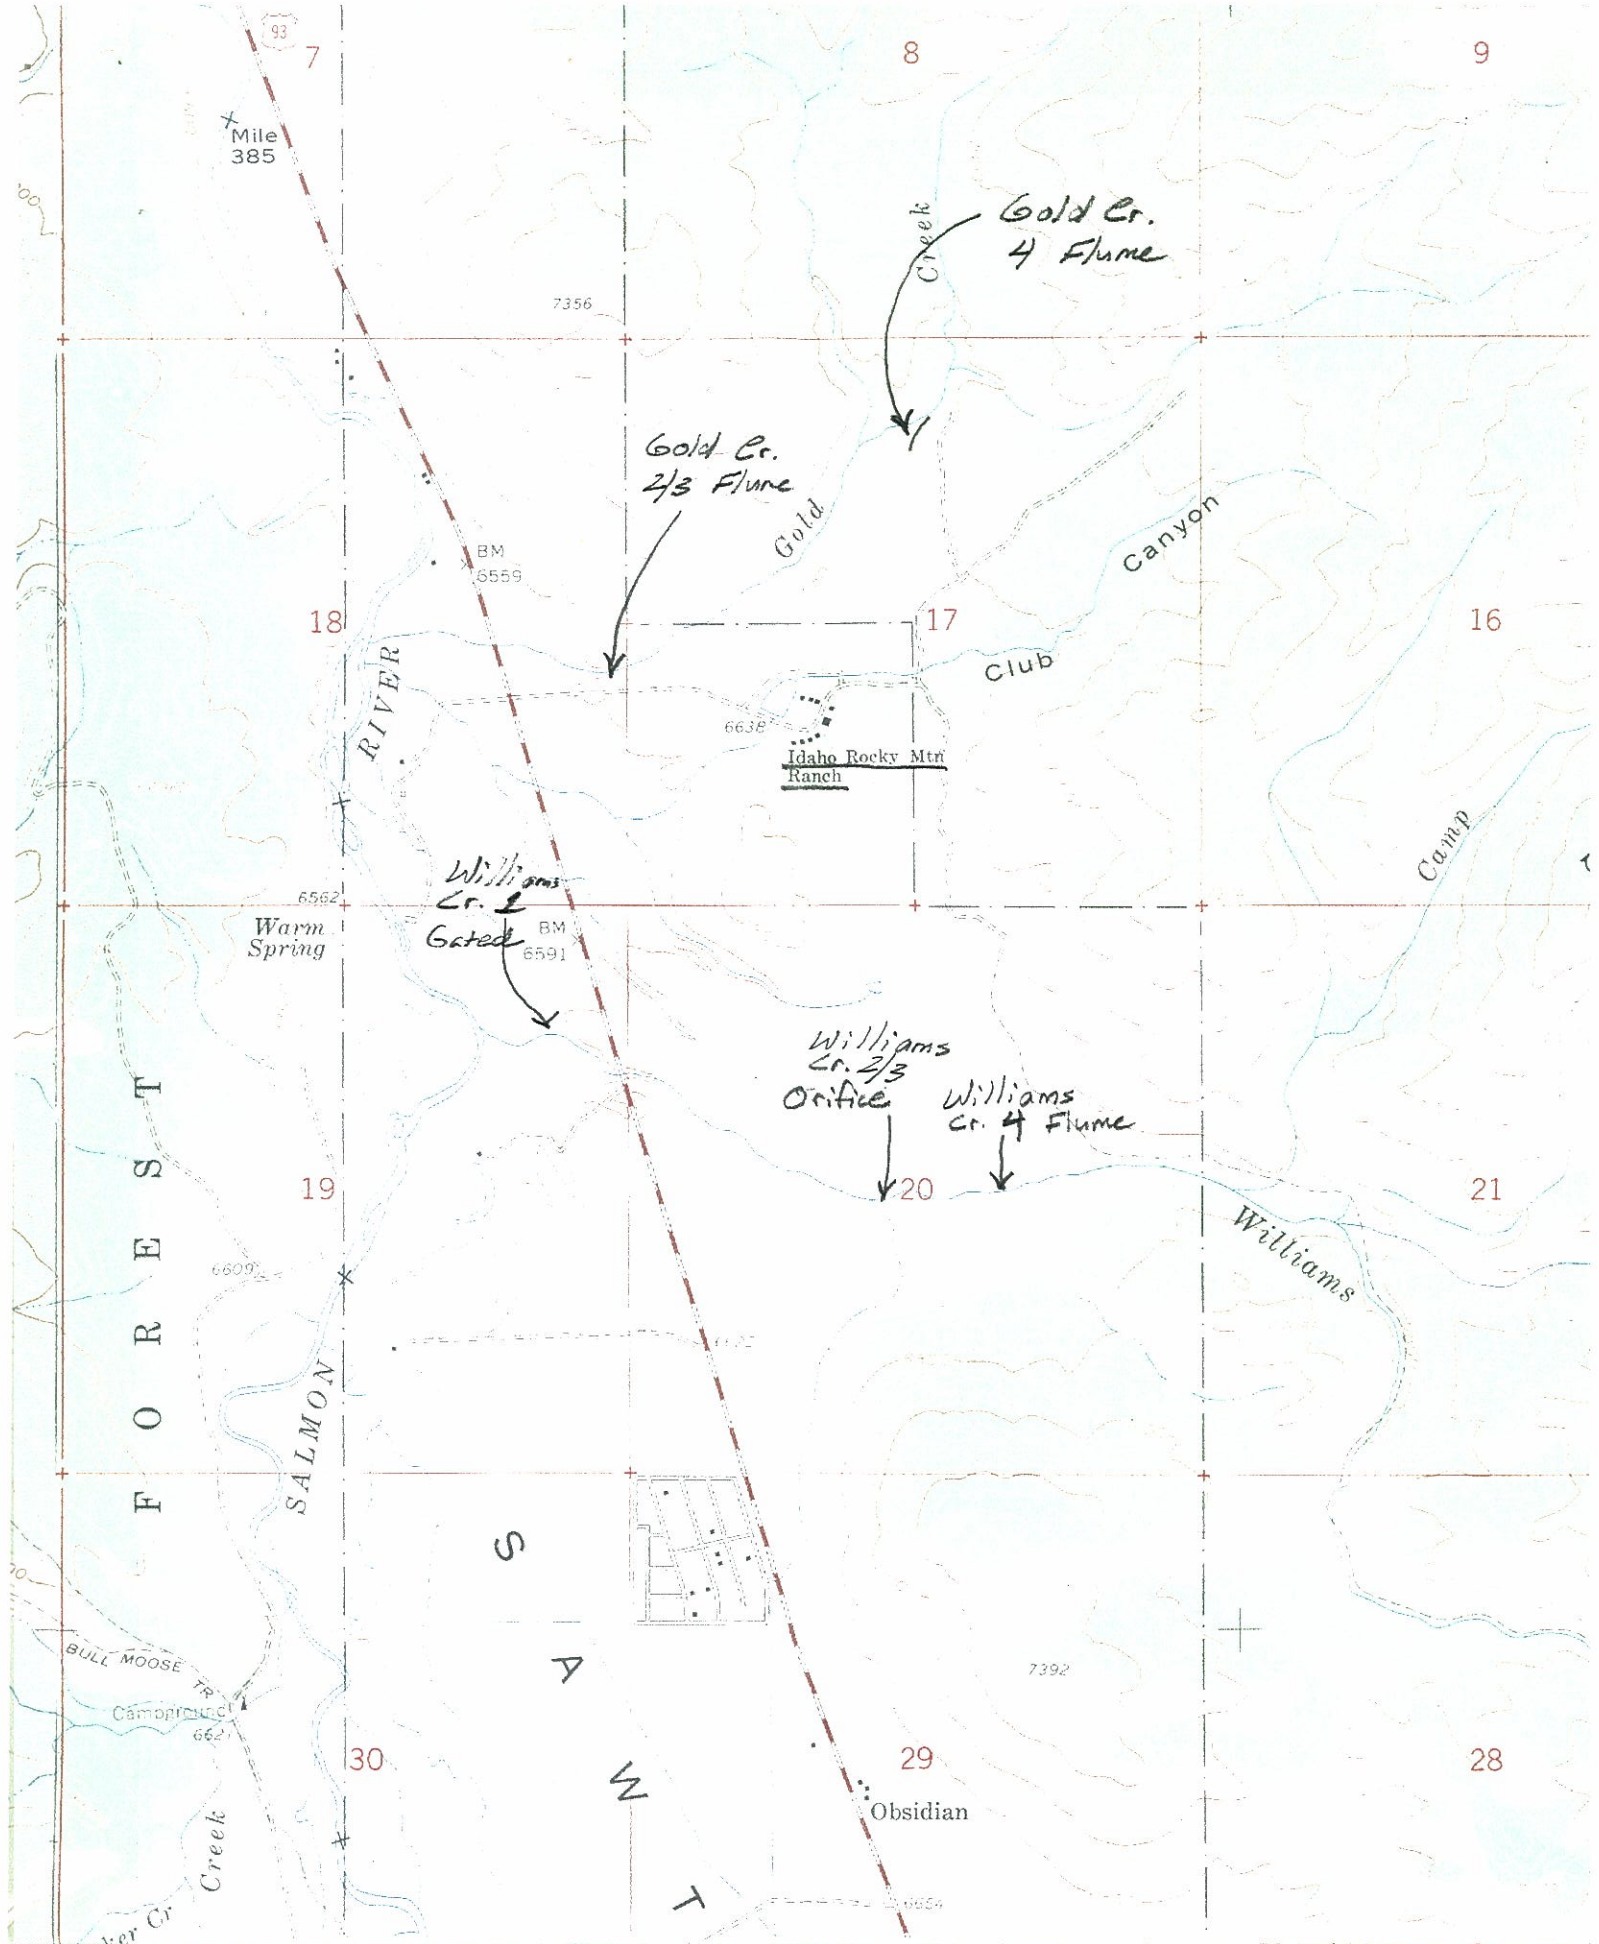 93
7
8
9
Mile
385
Creek
Gold Cr.
4 Flume
7356
Gold Cr.
2/3 Flume
Gold
Canyon
BM
6559
18
17
16
Club
RIVER
6638
Idaho Rocky Mtn
Ranch
Camp
Williams
Cr. 1
Gated
6562
Warm
Spring
BM
6591
Williams
Cr. 2/3
Orifice
Williams
Cr. 4 Flume
FOREST
19
20
21
Williams
6609
SALMON
SAWT
BULL MOOSE TR
Campground
7392
30
29
28
Obsidian
Creek
6654